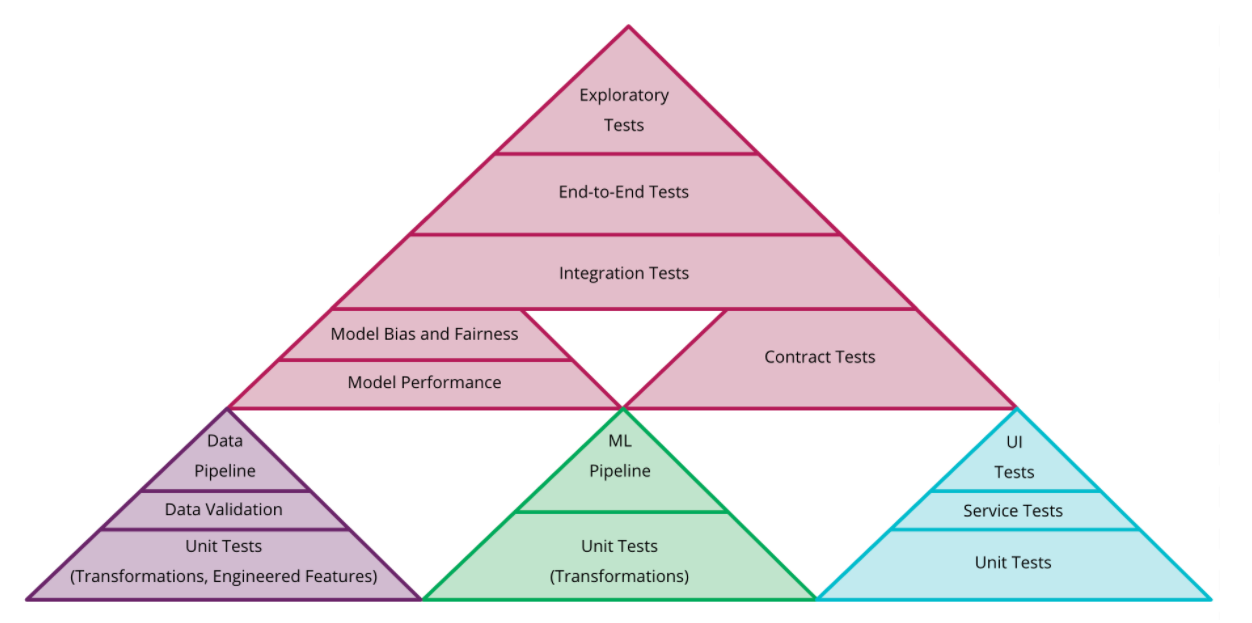 Exploratory
Tests
End-to-End Tests
Integration Tests
Model Bias and Fairness
Model Performance
Contract Tests
Data
Pipeline
Data Validation
Unit Tests
(Transformations, Engineered Features)
ML
Pipeline
Unit Tests
(Transformations)
UI
Tests
Service Tests
Unit Tests